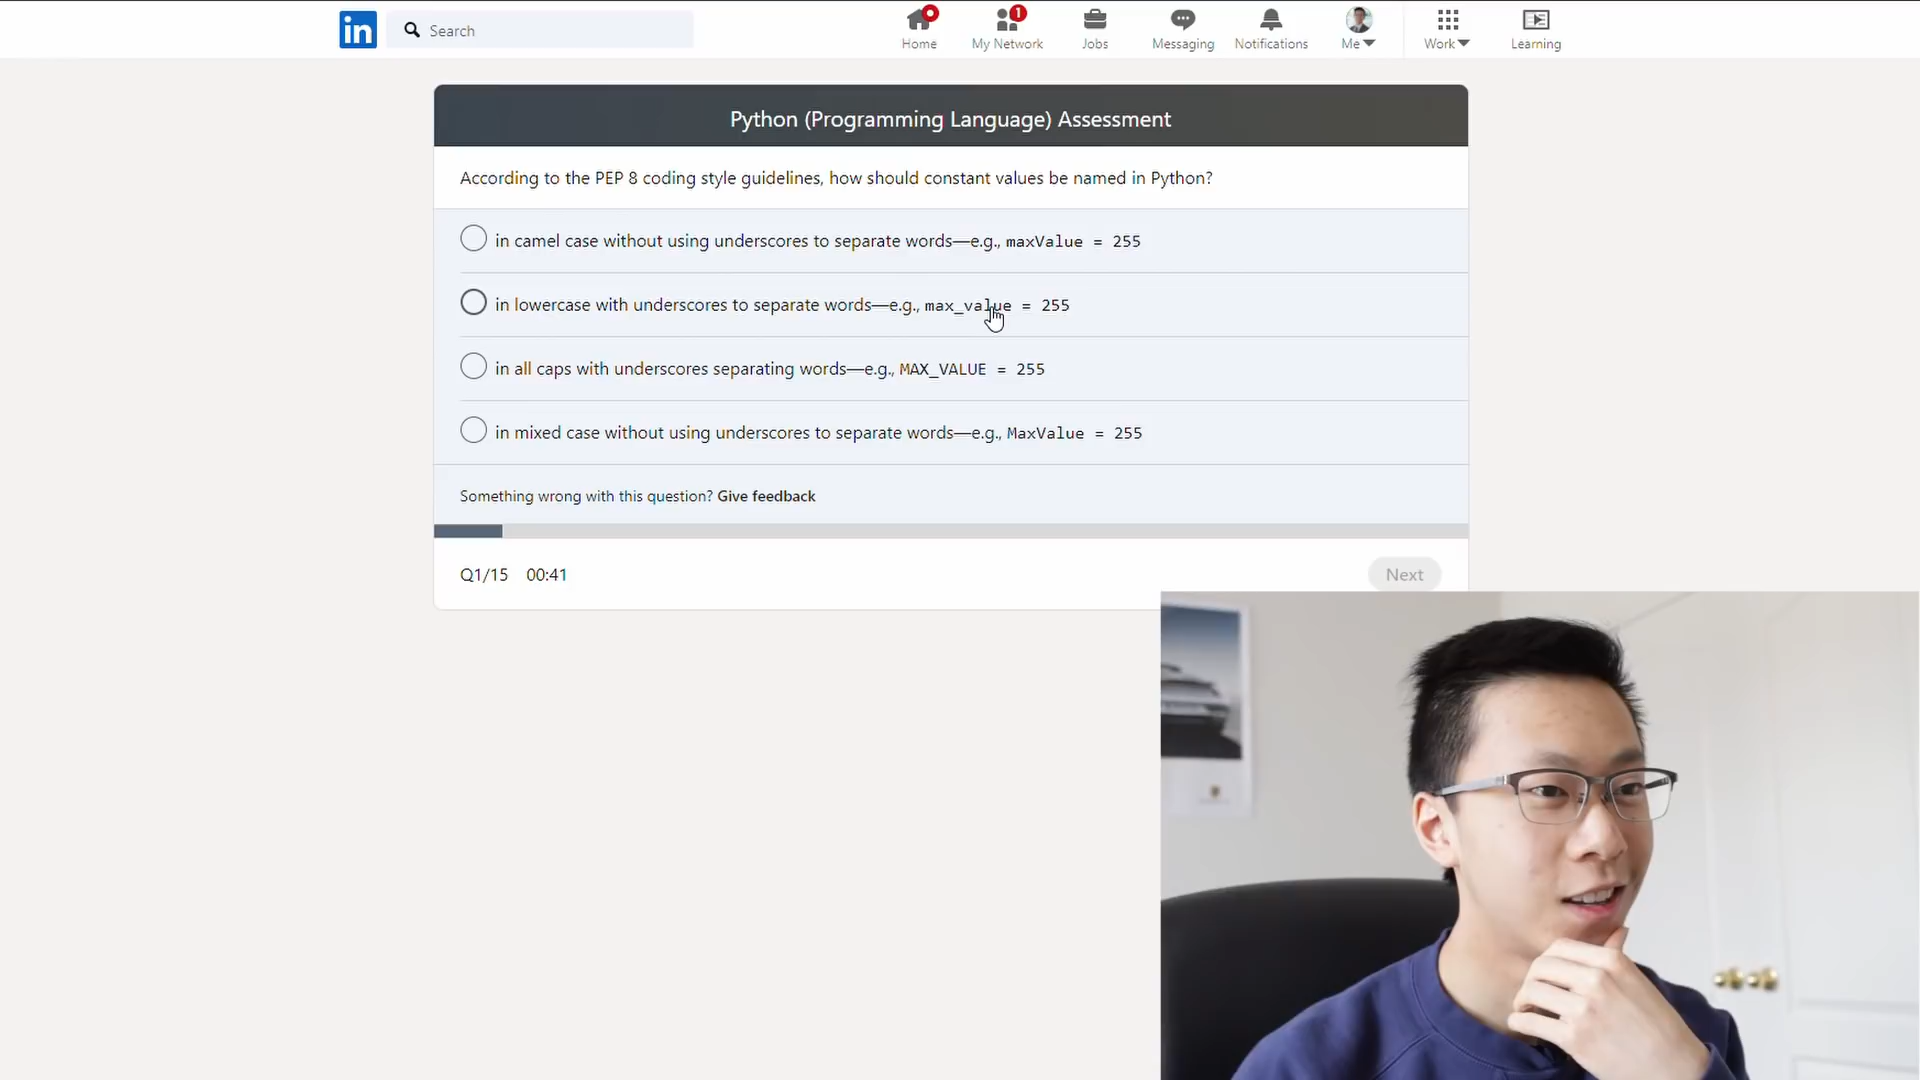 in
Search
1
Home
My Network
Jobs
Messaging
Notifications
Me
Work
Learning
Python (Programming Language) Assessment
According to the PEP 8 coding style guidelines, how should constant values be named in Python?
in camel case without using underscores to separate words—e.g., maxValue = 255
in lowercase with underscores to separate words—e.g., max_value = 255
in all caps with underscores separating words—e.g., MAX_VALUE = 255
in mixed case without using underscores to separate words—e.g., MaxValue = 255
Something wrong with this question? Give feedback
Q1/15 00:41
Next